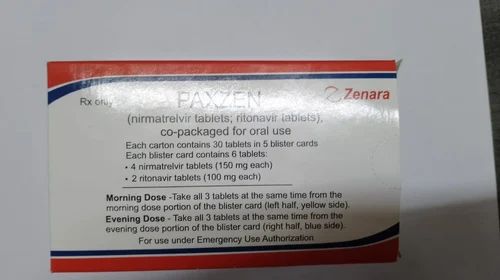 Rx only
PAXZEN
Zenara
(nirmatrelvir tablets; ritonavir tablets),
co-packaged for oral use
Each carton contains 30 tablets in 5 blister cards
Each blister card contains 6 tablets:
• 4 nirmatrelvir tablets (150 mg each)
• 2 ritonavir tablets (100 mg each)
Morning Dose -Take all 3 tablets at the same time from the
morning dose portion of the blister card (left half, yellow side).
Evening Dose - Take all 3 tablets at the same time from the
evening dose portion of the blister card (right half, blue side).
For use under Emergency Use Authorization